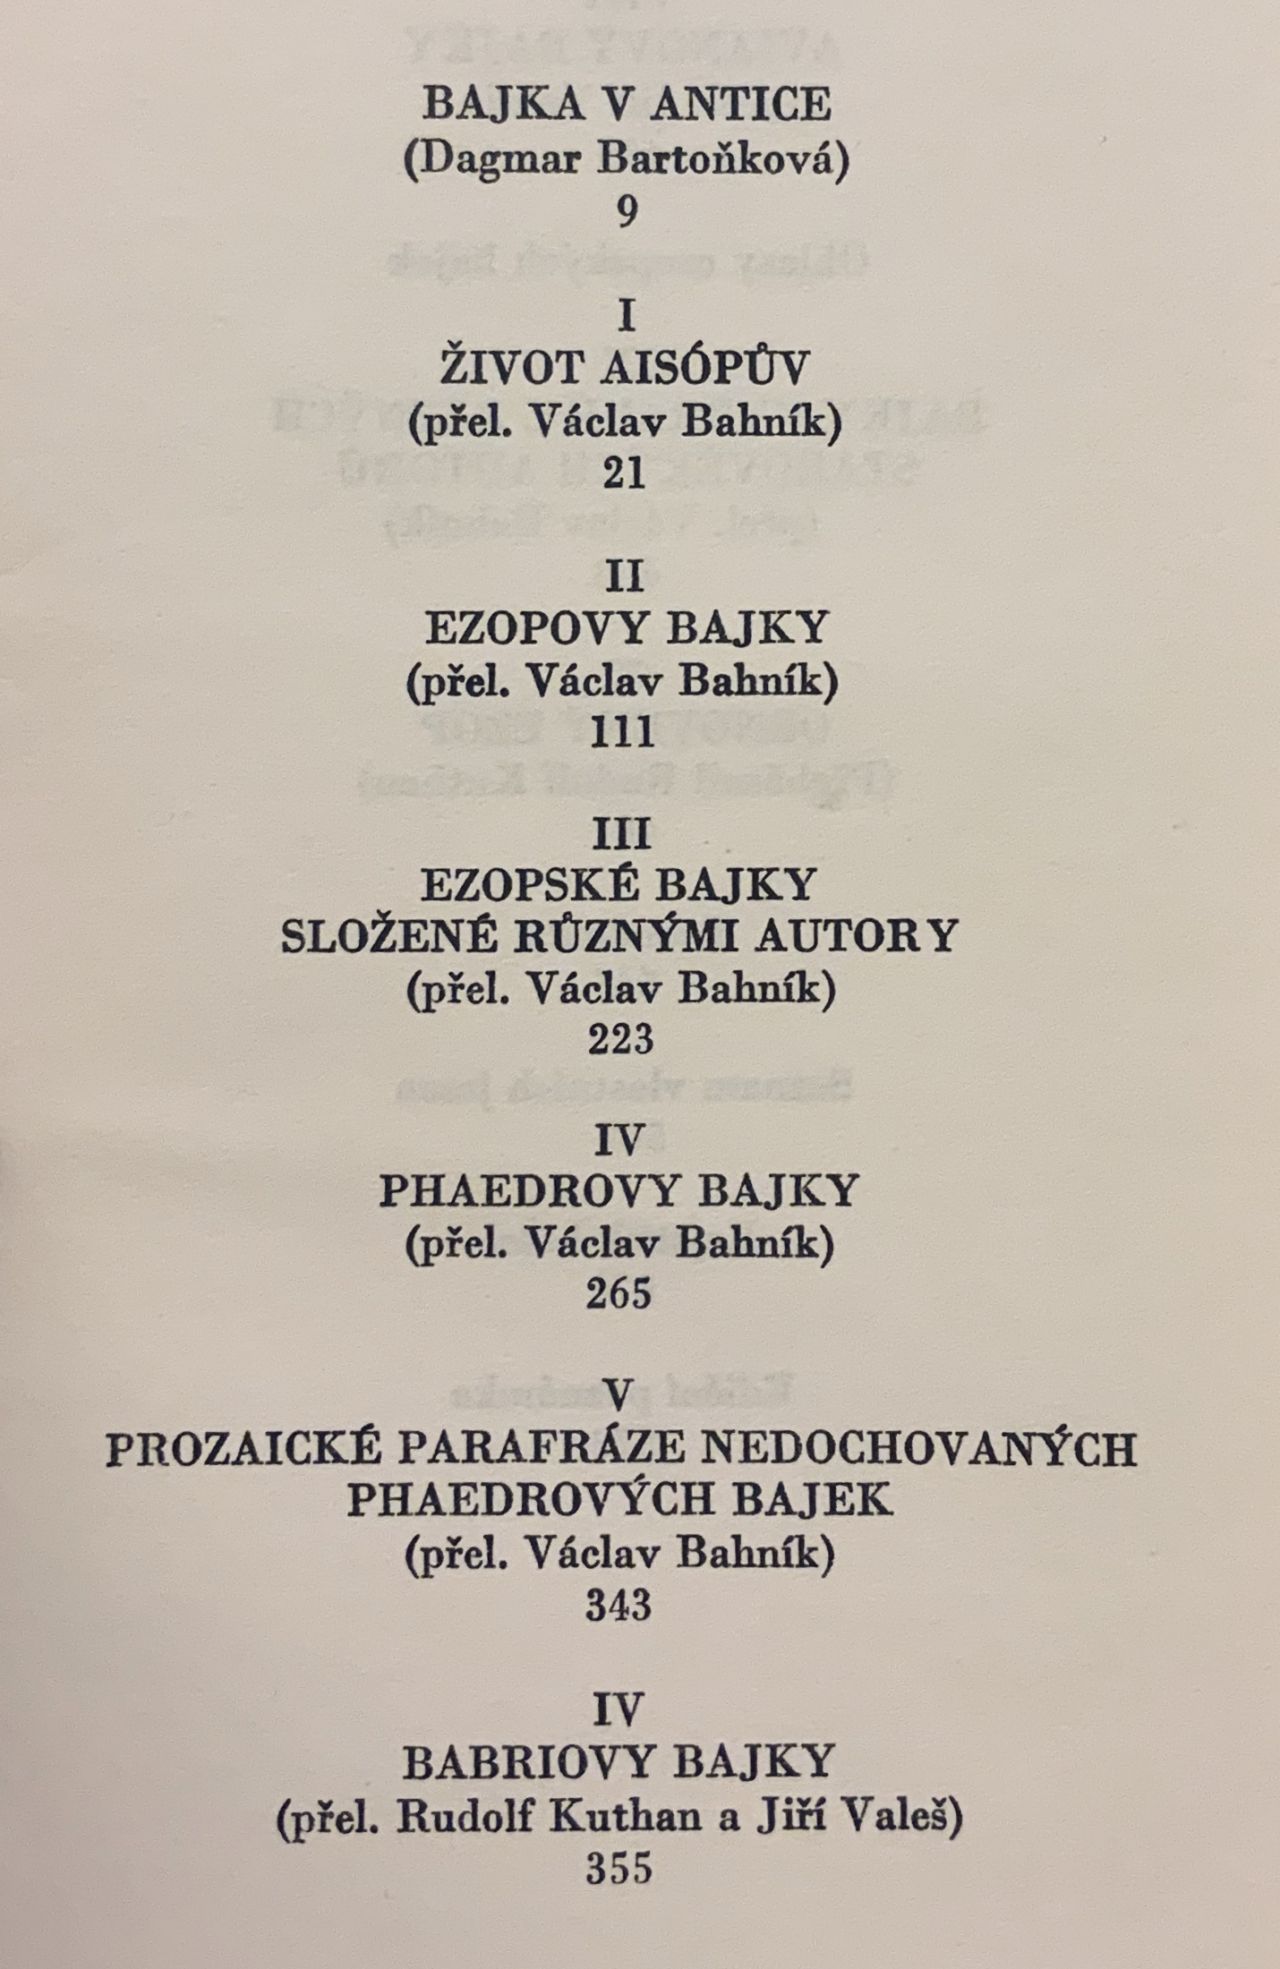 BAJKA V ANTICE
(Dagmar Bartoňková)
9
I
ŽIVOT AISÓPŮV
(přel. Václav Bahník)
21
II
EZOPOVY BAJKY
(přel. Václav Bahník)
111
III
EZOPSKÉ BAJKY
SLOŽENÉ RŮZNÝMI AUTORY
(přel. Václav Bahník)
223
IV
PHAEDROVY BAJKY
(přel. Václav Bahník)
265
V
PROZAICKÉ PARAFRÁZE NEDOCHOVANÝCH
PHAEDROVÝCH BAJEK
(přel. Václav Bahník)
343
IV
BABRIOVY BAJKY
(přel. Rudolf Kuthan a Jiří Valeš)
355